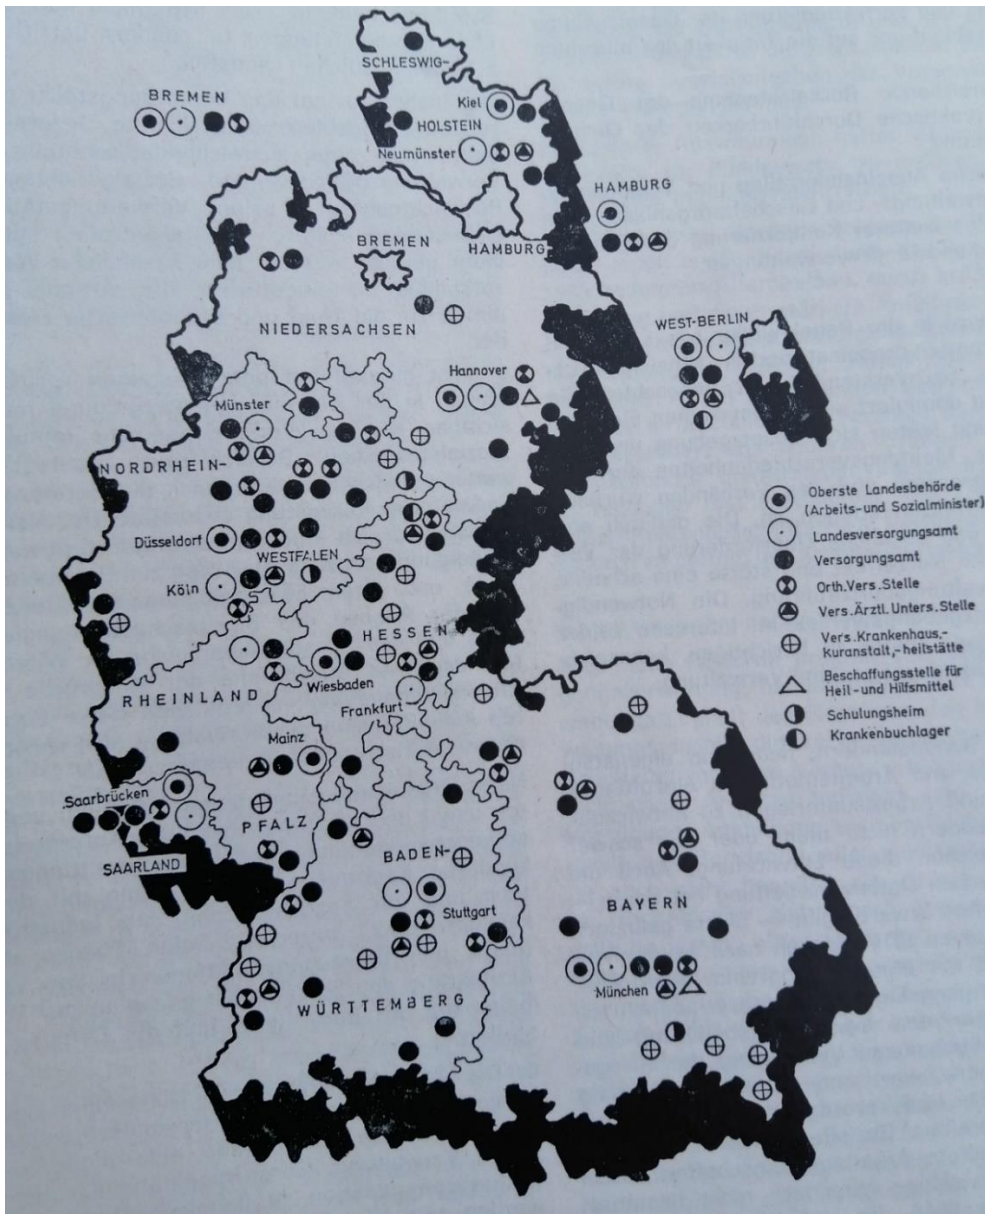 SCHLESWIG-
BREMEN
Kiel
HOLSTEIN
Neumünster
HAMBURG
BREMEN
HAMBURG
NIEDERSACHSEN
WEST-BERLIN
Hannover
Münster
NORDRHEIN-
Oberste Landesbehörde
(Arbeits-und Sozialminister)
Landesversorgungsamt
Düsseldorf
WESTFALEN
Versorgungsamt
Köln
Orth.Vers.Stelle
Vers.Ärztl.Unters.Stelle
HESSEN
Vers.Krankenhaus,-
Kuranstalt,-heilstätte
RHEINLAND
Wiesbaden
Beschaffungsstelle für
Heil-und Hilfsmittel
Frankfurt
Schulungsheim
Mainz
Krankenbuchlager
Saarbrücken
PFALZ
BADEN-
SAARLAND
BAYERN
Stuttgart
München
WÜRTTEMBERG